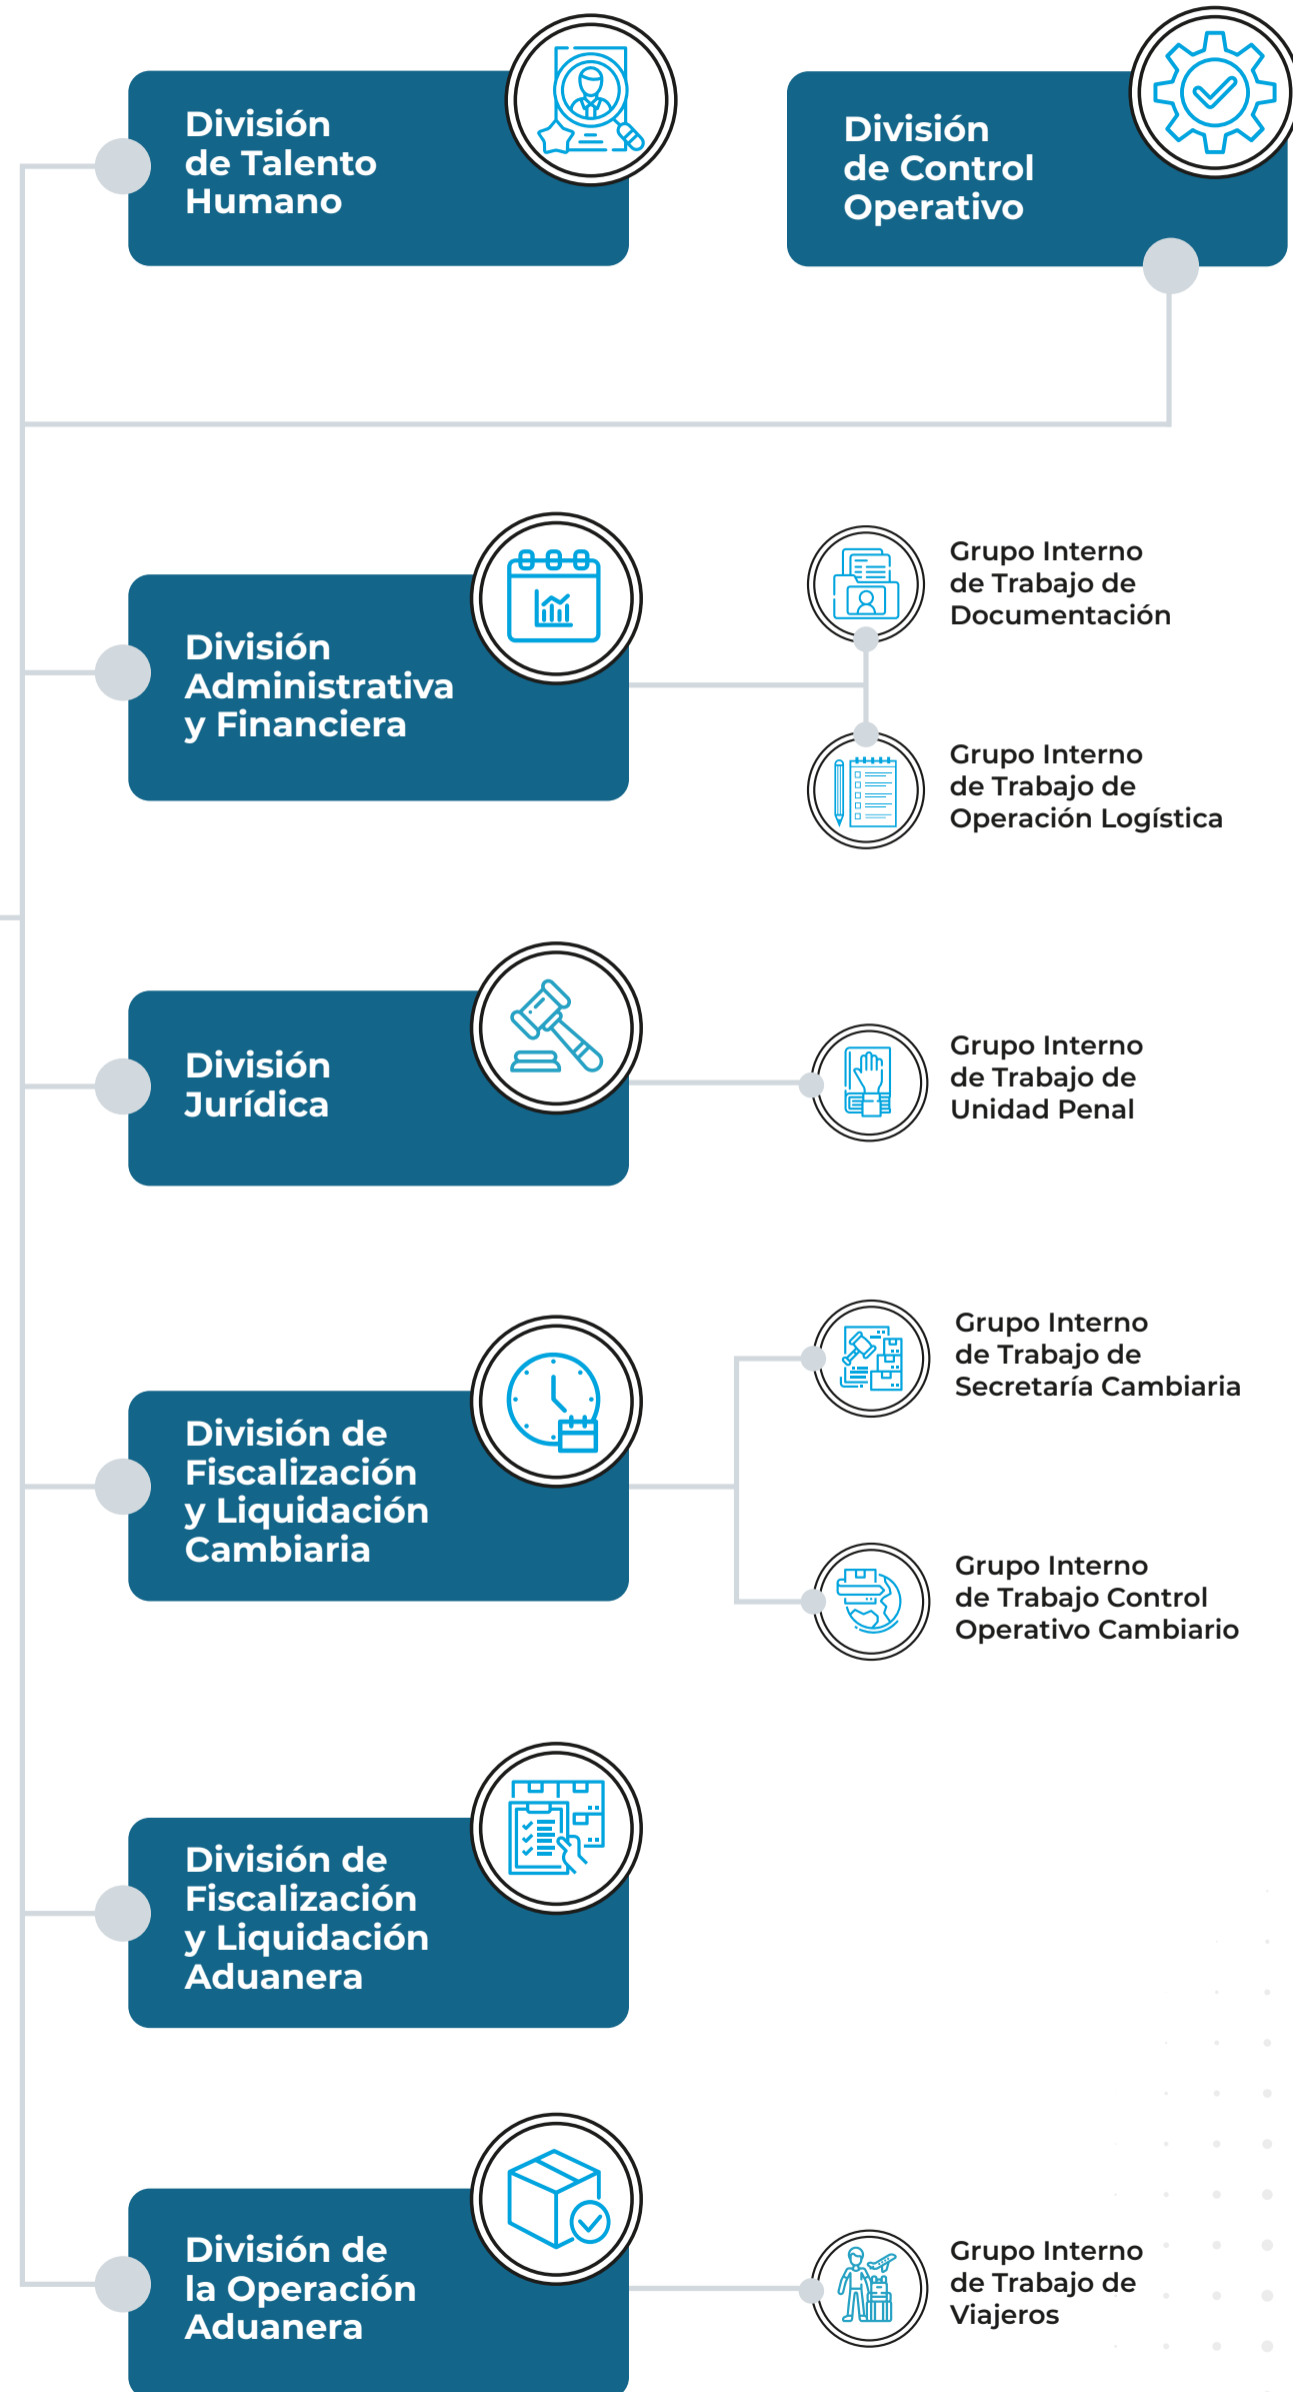 División
de Talento
Humano
División
de Control
Operativo
División
Administrativa
y Financiera
Grupo Interno
de Trabajo de
Documentación
Grupo Interno
de Trabajo de
Operación Logística
División
Jurídica
Grupo Interno
de Trabajo de
Unidad Penal
División de
Fiscalización
y Liquidación
Cambiaria
Grupo Interno
de Trabajo de
Secretaría Cambiaria
Grupo Interno
de Trabajo Control
Operativo Cambiario
División de
Fiscalización
y Liquidación
Aduanera
División de
la Operación
Aduanera
Grupo Interno
de Trabajo de
Viajeros